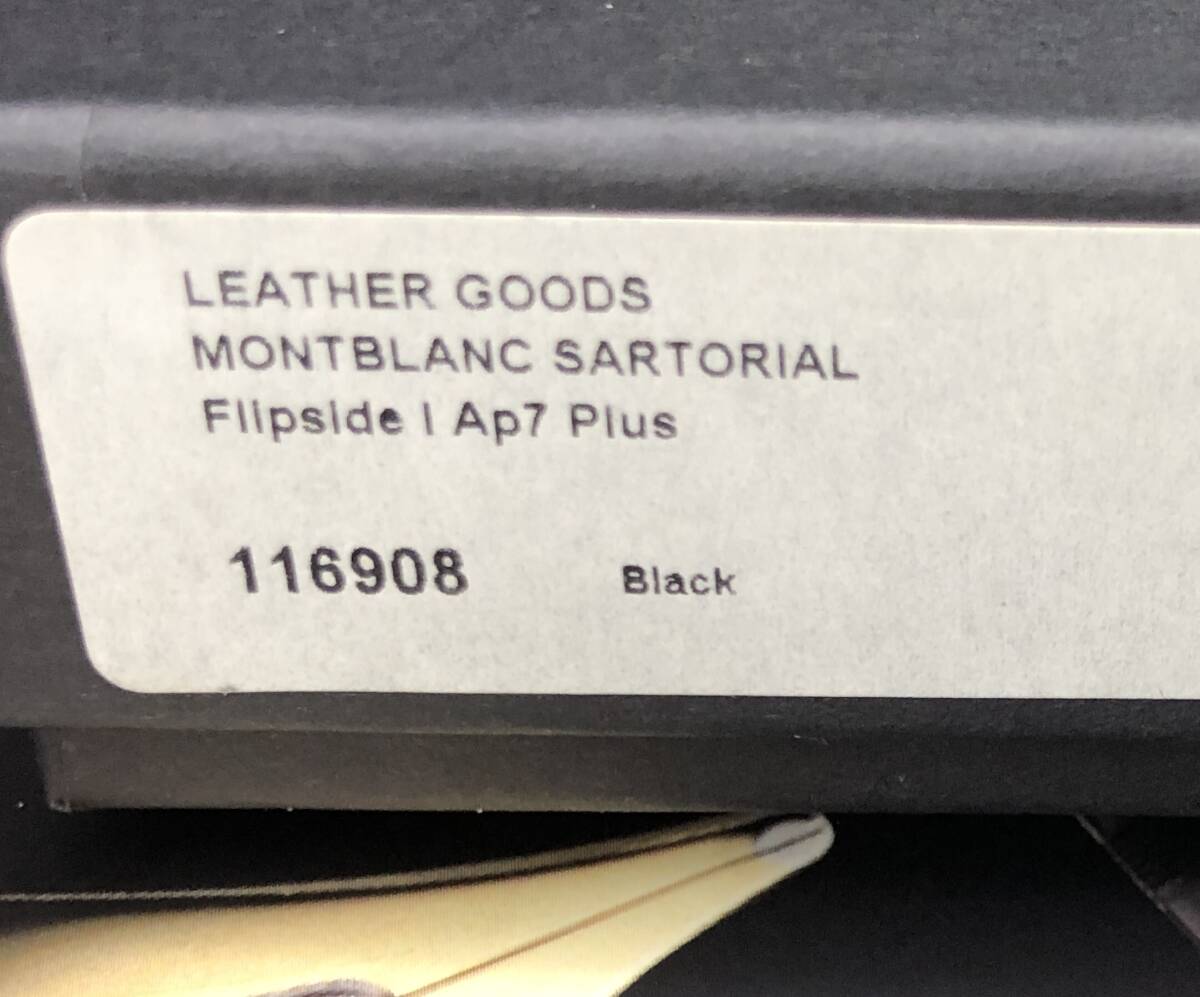 LEATHER GOODS
MONTBLANC SARTORIAL
Flipside I Ap7 Plus
116908 Black